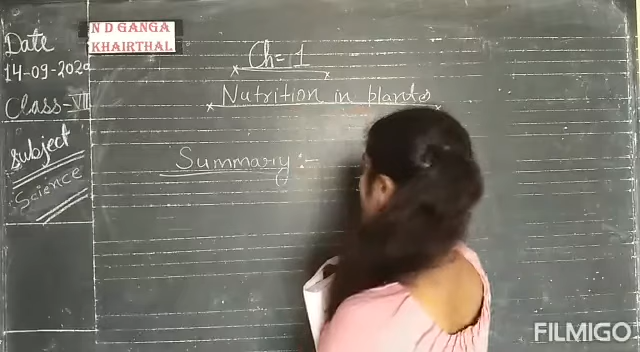 N D GANGA
KHAIRTHAL
Date
14-09-2020
Class-VII
Subject
Science
Ch=-1
Nutrition in plants
Summary:-
FILMIGO